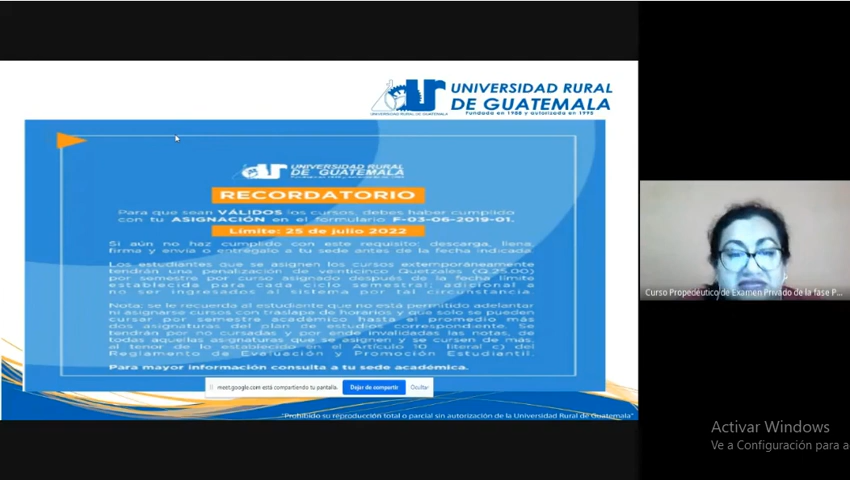 UNIVERSIDAD RURAL
DE GUATEMALA
Fundada en 1988 y autorizada en 1995
UNIVERSIDAD RURAL
DE GUATEMALA
RECORDATORIO
Para que sean VÁLIDOS los cursos, debes haber cumplido
con tu ASIGNACIÓN en el formulario F-03-06-2019-01.
Límite: 25 de julio 2022
Si aún no haz cumplido con este requisito: descarga, llena,
firma y envía o entrégalo a tu sede antes de la fecha indicada
Los estudiantes que se asignen los cursos extemporáneamente
tendrán una penalización de veinticinco Quetzales (Q.25.00)
por semestre por curso asignado después de la fecha límite
establecida para cada ciclo semestral; adicional a
no ser ingresados al sistema por tal circunstancia.
Nota: se le recuerda al estudiante que no está permitido adelantar
ni asignarse cursos con traslape de horarios y que solo se pueden
cursar por semestre académico hasta el promedio más
dos asignaturas del plan de estudios correspondiente. Se
tendrán por no cursadas y por ende invalidadas las notas, de
todas aquellas asignaturas que se asignen y se cursen de más,
al tenor de lo establecido en el Artículo 10 literal c) del
Reglamento de Evaluación y Promoción Estudiantil.
Para mayor información consulta a tu sede académica.
meet.google.com está compartiendo tu pantalla.
Dejar de compartir
Ocultar
"Prohibido su reproducción total o parcial sin autorización de la Universidad Rural de Guatemala"
Curso Propedéutico de Examen Privado de la fase P...
Activar Windows
Ve a Configuración para a